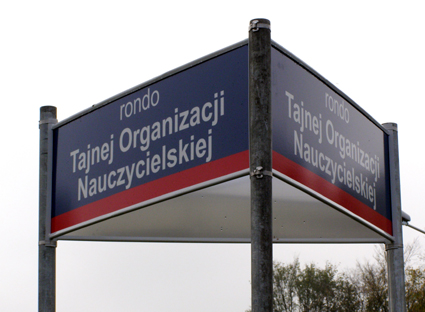 rondo
Tajnej Organizacji
Nauczycielskiej
rondo
Tajnej Organizacji
Nauczycielskiej